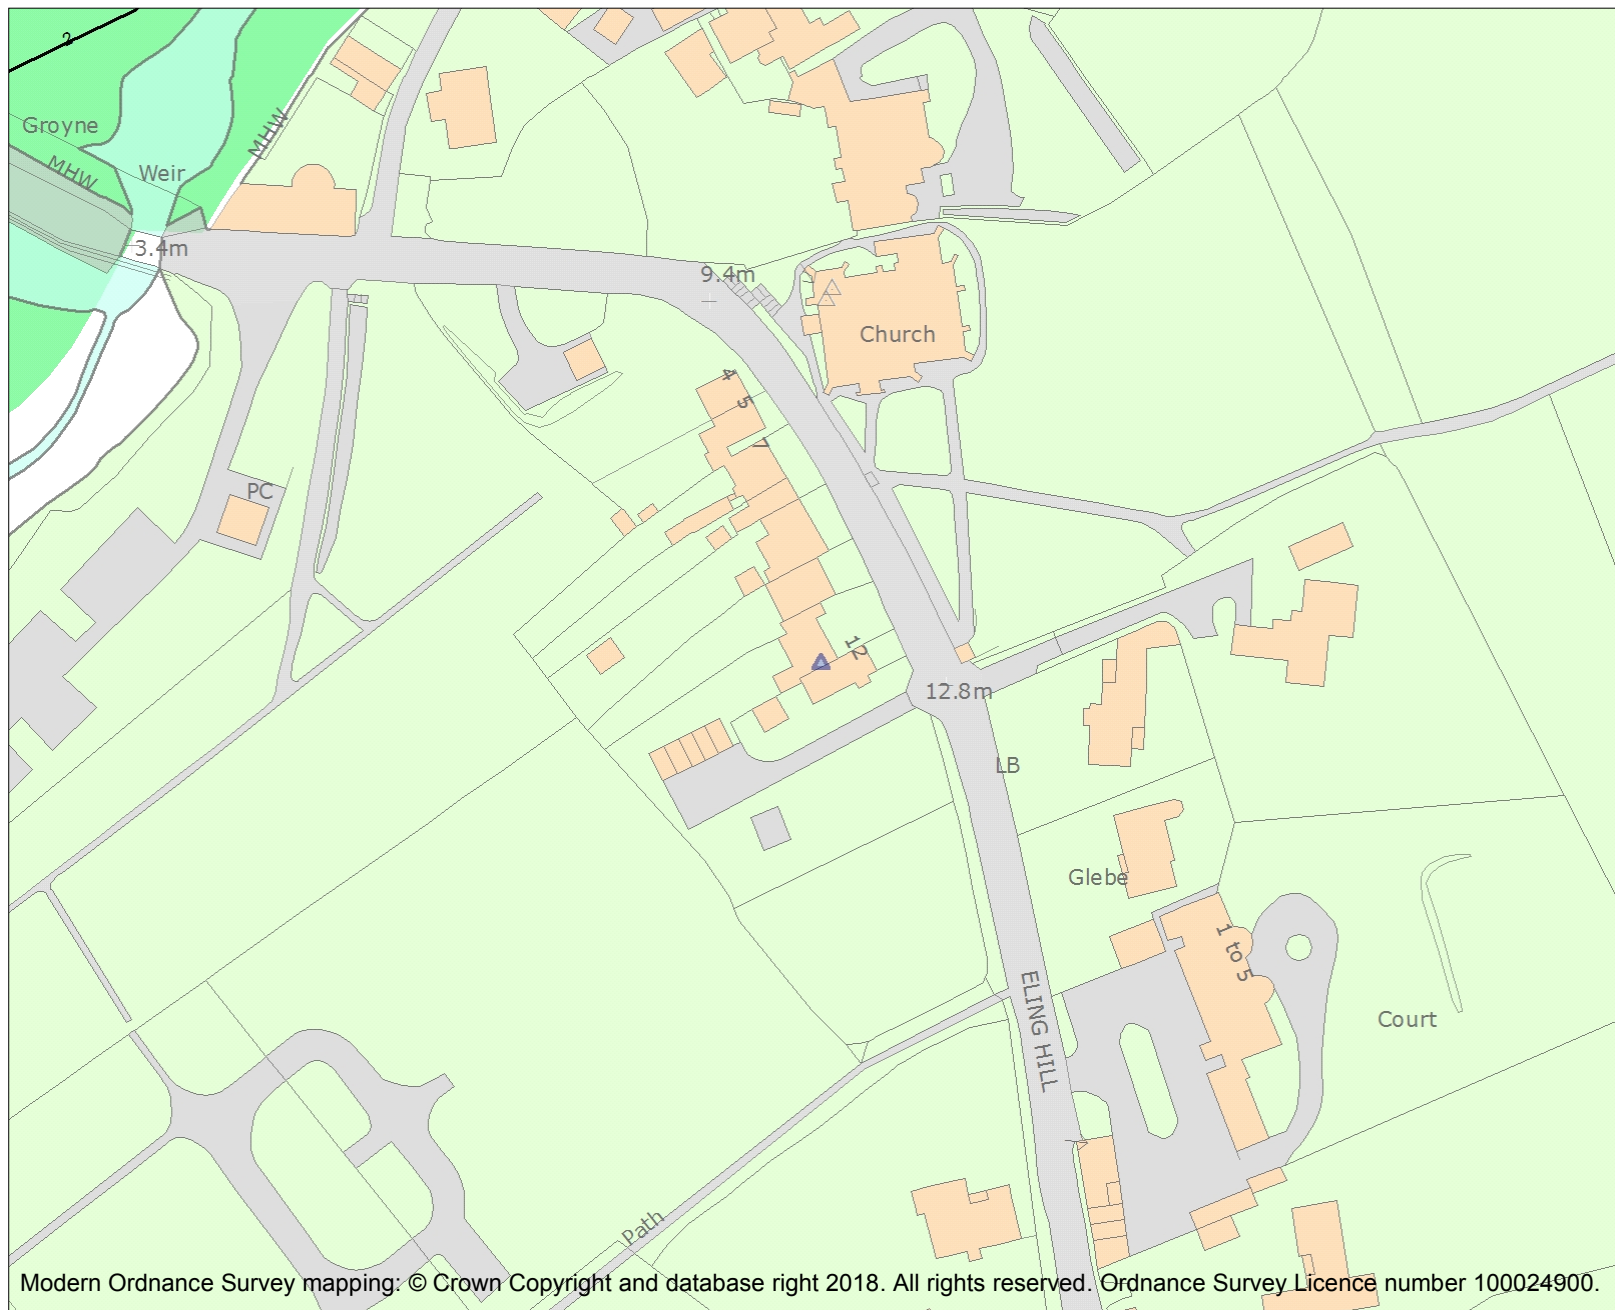 2
Groyne
MHW
MHW
Weir
3.4m
9.4m
Church
4
5
7
PC
12
12.8m
LB
Glebe
1 to 5
ELING HILL
Court
Path
Modern Ordnance Survey mapping: © Crown Copyright and database right 2018. All rights reserved. Ordnance Survey Licence number 100024900.